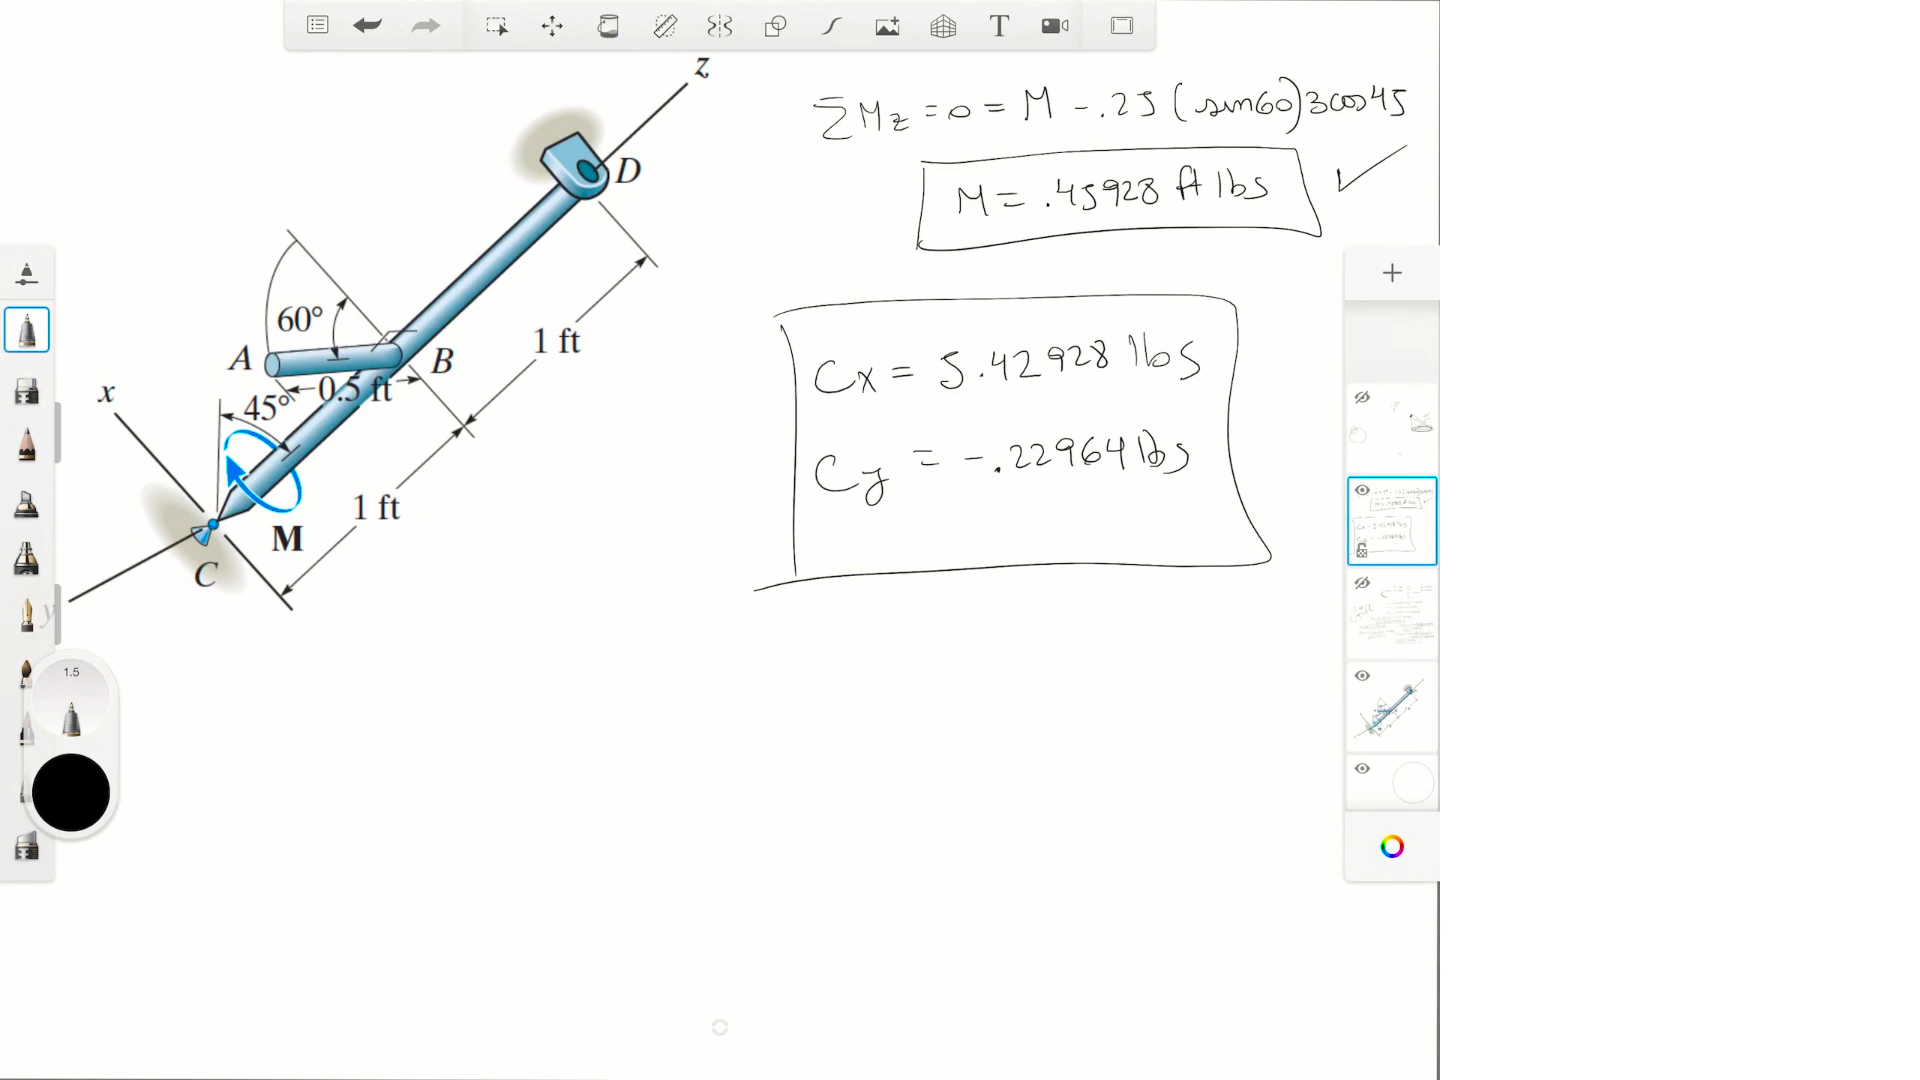 z
D
60°
1 ft
A
B
0.5 ft
x
45°
1 ft
M
C
y
1.5
T
ΣMz = 0 = M - .25 (sin60)3cos45
M = .45928 ft lbs ✓
Cx = 5.42928 lbs
Cy = -.22964 lbs